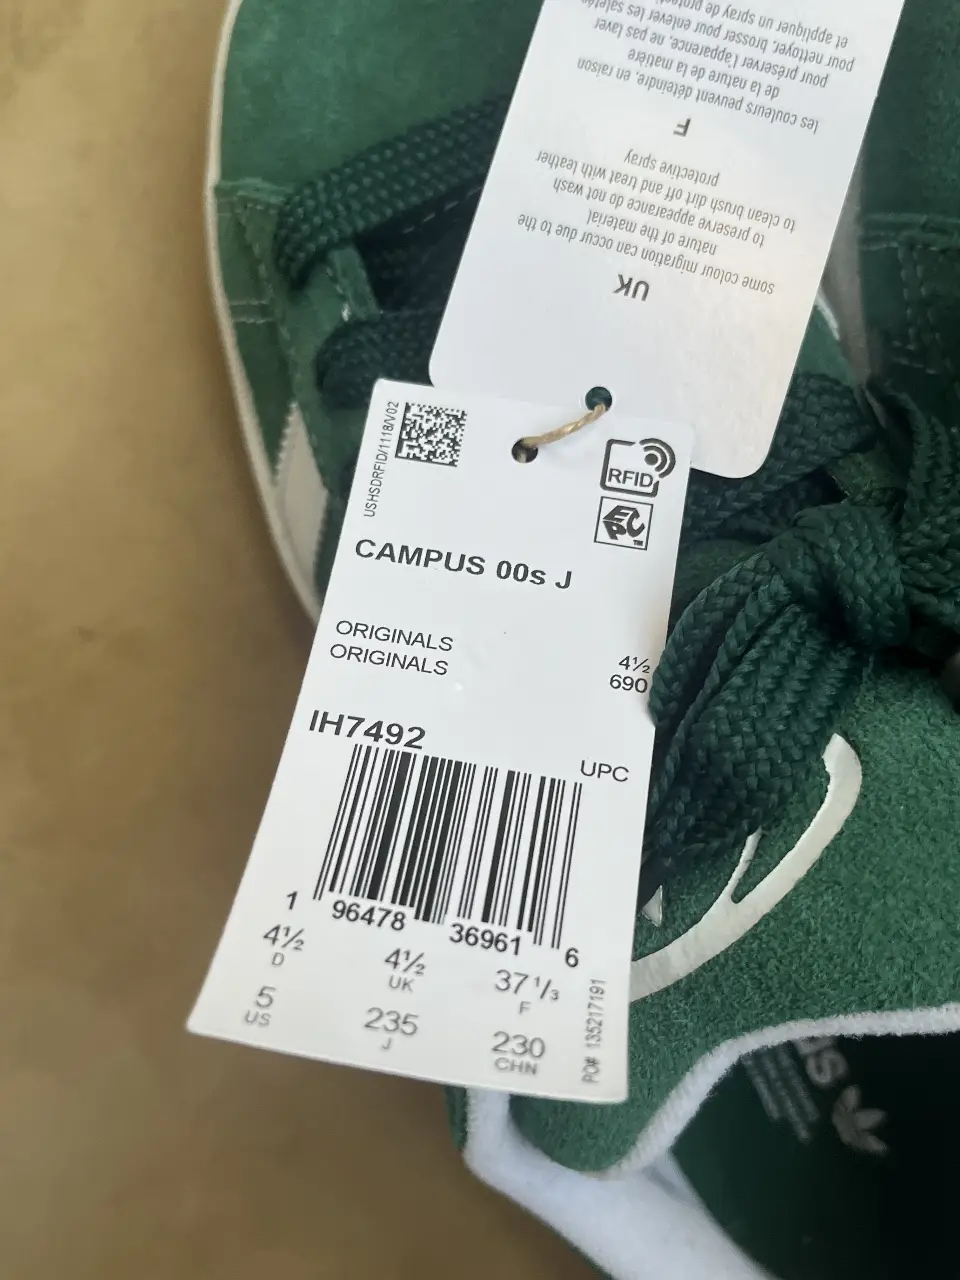 et appliquer un spray de
pour nettoyer, brosser pour enlever les
pour préserver l'apparence, ne pas laver
de la nature de la matière
les couleurs peuvent déteindre, en raison
F
protective spray
to clean brush dirt off and treat with leather
to preserve appearance do not wash
nature of the material
some colour migration can occur due to the
UK
USHSDRFID/1118/V02
RFID
EPC™
CAMPUS 00s J
ORIGINALS
ORIGINALS
4½
690
IH7492
UPC
1 96478 36961 6
4½ D 4½ UK 37 1/3 F
5 US 235 J 230 CHN
PO# 135217191